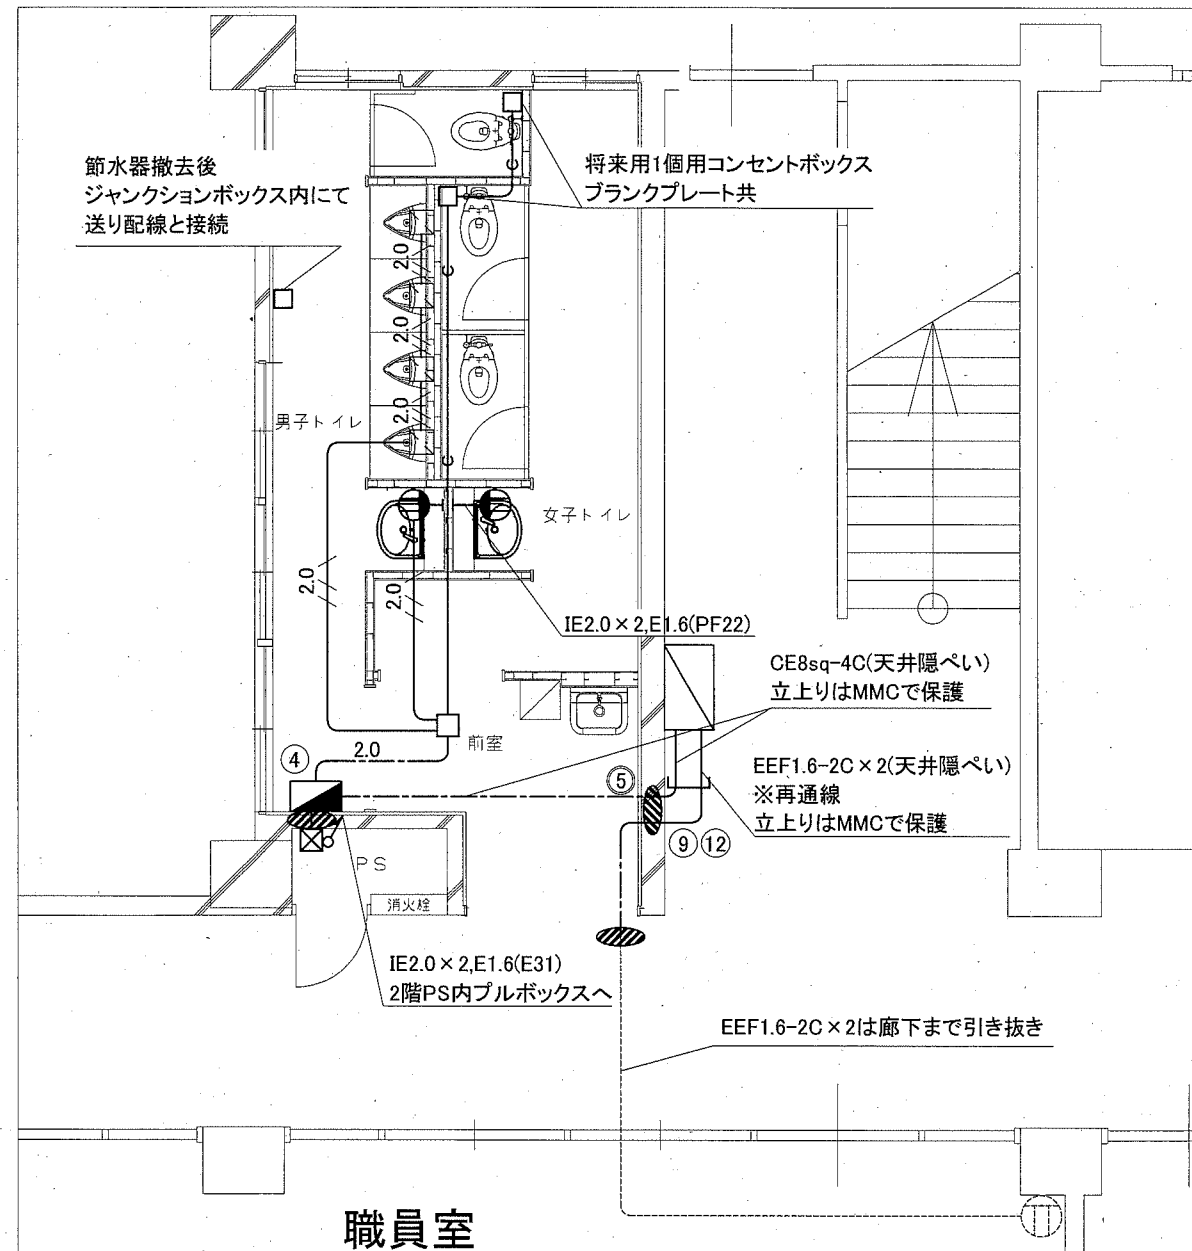 節水器撤去後
ジャンクションボックス内にて
送り配線と接続
将来用1個用コンセントボックス
ブランクプレート共
2.0
2.0
2.0
男子トイレ
女子トイレ
2.0
2.0
IE2.0×2,E1.6(PF22)
CE8sq-4C(天井隠ぺい)
立上りはMMCで保護
前室
2.0
④
⑤
EEF1.6-2C×2(天井隠ぺい)
※再通線
立上りはMMCで保護
⑨⑫
PS
消火栓
IE2.0×2,E1.6(E31)
2階PS内プルボックスへ
EEF1.6-2C×2は廊下まで引き抜き
職員室